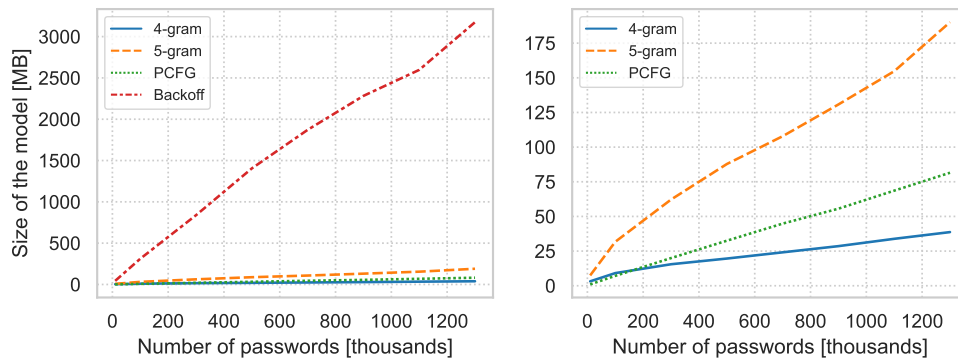 4-gram
5-gram
PCFG
Backoff
3000
2500
2000
1500
1000
500
0
Size of the model [MB]
0 200 400 600 800 1000 1200
Number of passwords [thousands]
4-gram
5-gram
PCFG
175
150
125
100
75
50
25
0
0 200 400 600 800 1000 1200
Number of passwords [thousands]